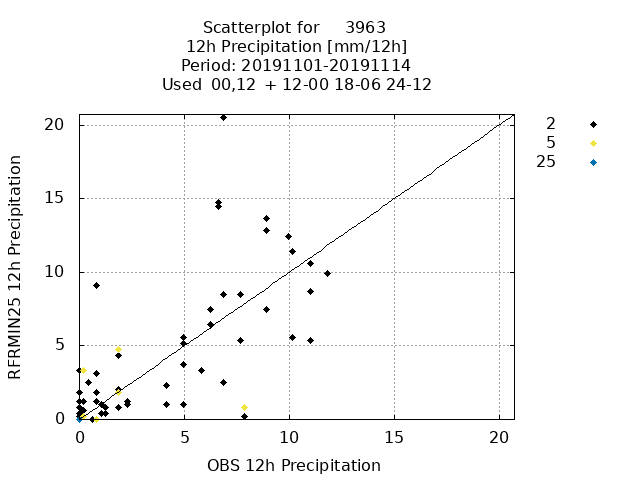 Scatterplot for 3963
12h Precipitation [mm/12h]
Period: 20191101-20191114
Used 00,12 + 12-00 18-06 24-12
2
5
25
RFRMIN25 12h Precipitation
20
15
10
5
0
0 5 10 15 20
OBS 12h Precipitation